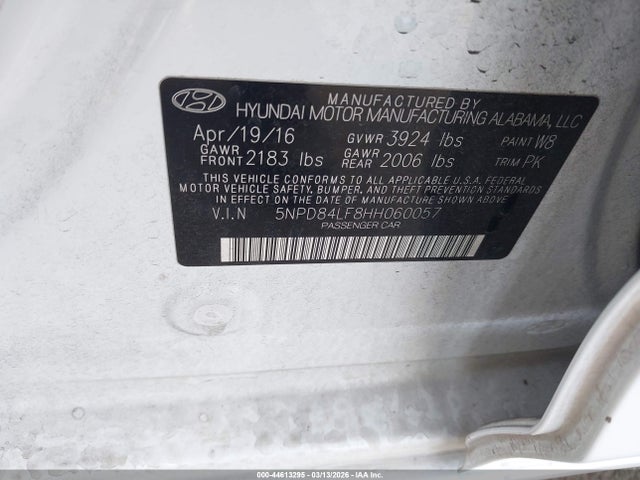 MANUFACTURED BY
HYUNDAI MOTOR MANUFACTURING ALABAMA, LLC
Apr/19/16 GVWR 3924 lbs PAINT W8
GAWR FRONT 2183 lbs GAWR REAR 2006 lbs TRIM PK
THIS VEHICLE CONFORMS TO ALL APPLICABLE U.S.A. FEDERAL
MOTOR VEHICLE SAFETY, BUMPER, AND THEFT PREVENTION STANDARDS
IN EFFECT ON THE DATE OF MANUFACTURE SHOWN ABOVE.
V.I.N 5NPD84LF8HH060057
PASSENGER CAR
000-44613295 - 03/13/2026 - COPYRIGHT IAA, LLC.